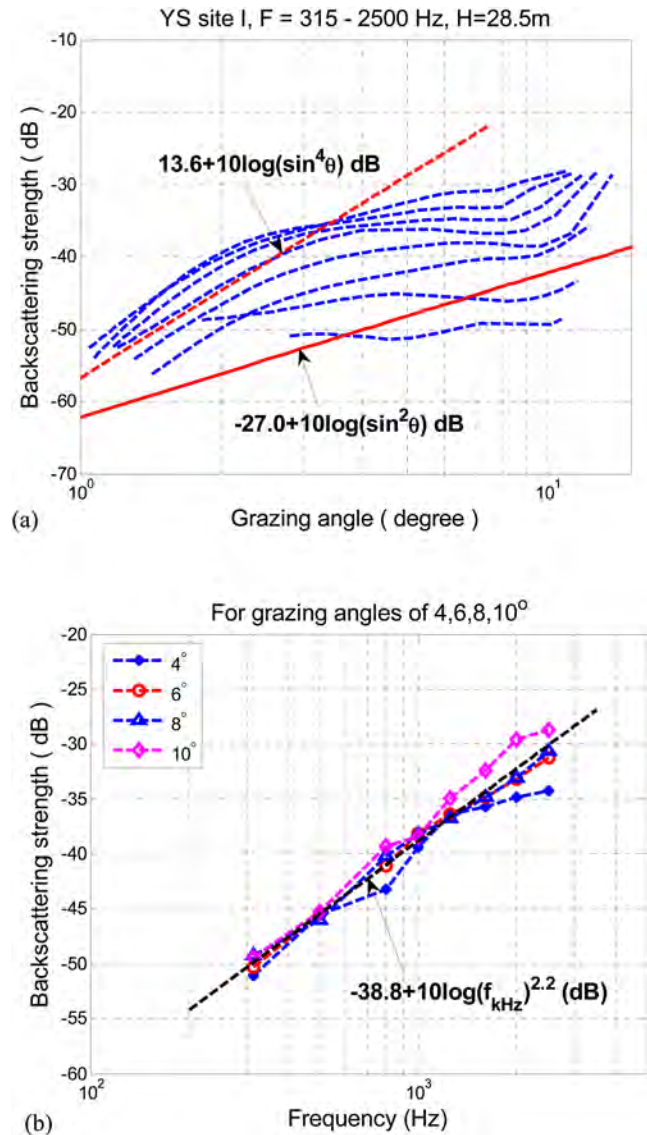 YS site I, F = 315 - 2500 Hz, H=28.5m
-10
-20
-30
-40
-50
-60
-70
Backscattering strength ( dB )
13.6+10log(sin⁴θ) dB
-27.0+10log(sin²θ) dB
10⁰
10¹
Grazing angle ( degree )
(a)
For grazing angles of 4,6,8,10°
-20
-25
-30
-35
-40
-45
-50
-55
-60
Backscattering strength ( dB )
4°
6°
8°
10°
-38.8+10log(f_kHz)^2.2 (dB)
10²
10³
Frequency (Hz)
(b)